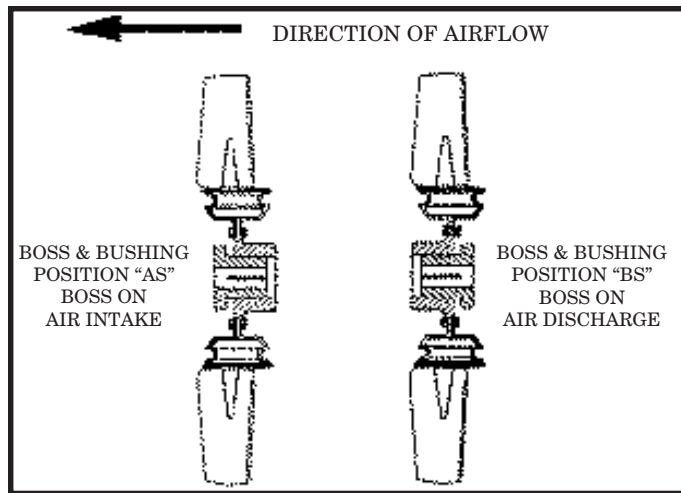 DIRECTION OF AIRFLOW
BOSS & BUSHING
POSITION “AS”
BOSS ON
AIR INTAKE
BOSS & BUSHING
POSITION “BS”
BOSS ON
AIR DISCHARGE